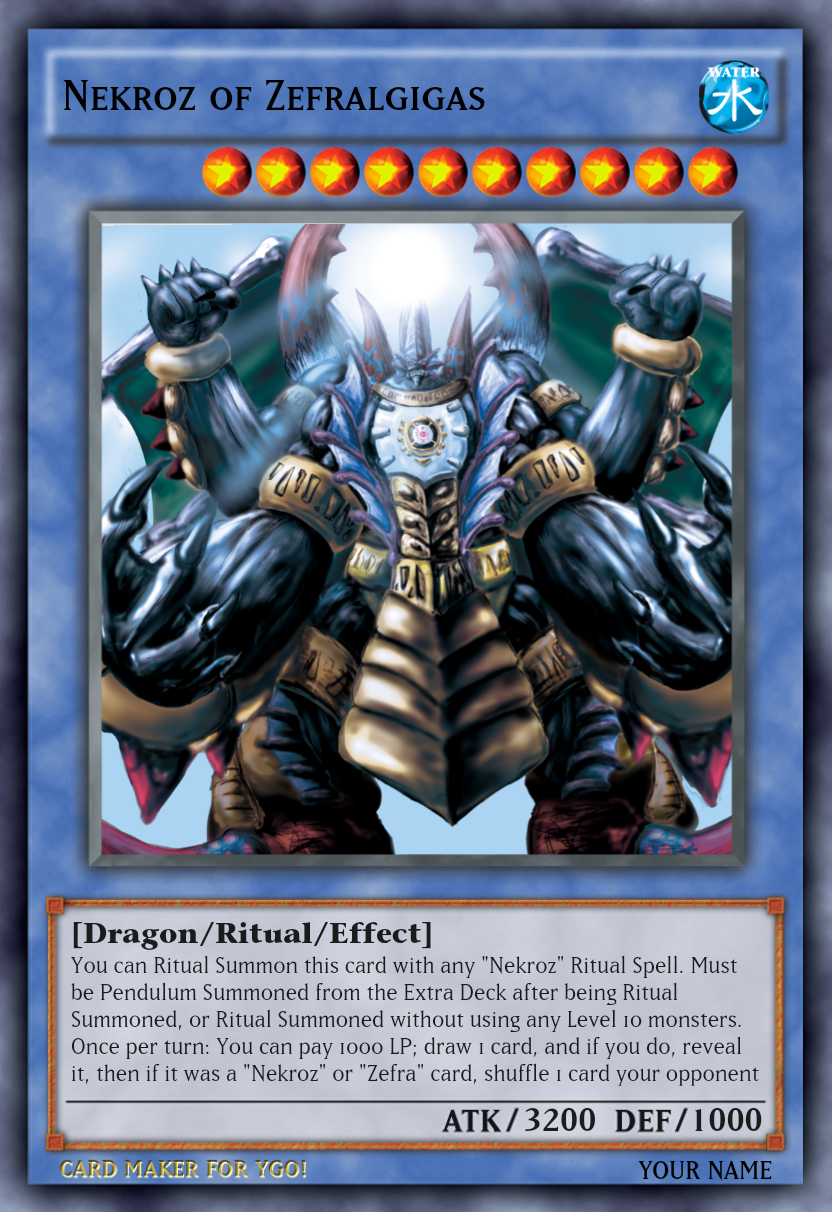 Nekroz of Zefralgigas
WATER
水
[Dragon/Ritual/Effect]
You can Ritual Summon this card with any "Nekroz" Ritual Spell. Must
be Pendulum Summoned from the Extra Deck after being Ritual
Summoned, or Ritual Summoned without using any Level 10 monsters.
Once per turn: You can pay 1000 LP; draw 1 card, and if you do, reveal
it, then if it was a "Nekroz" or "Zefra" card, shuffle 1 card your opponent
ATK/3200 DEF/1000
CARD MAKER FOR YGO!
YOUR NAME